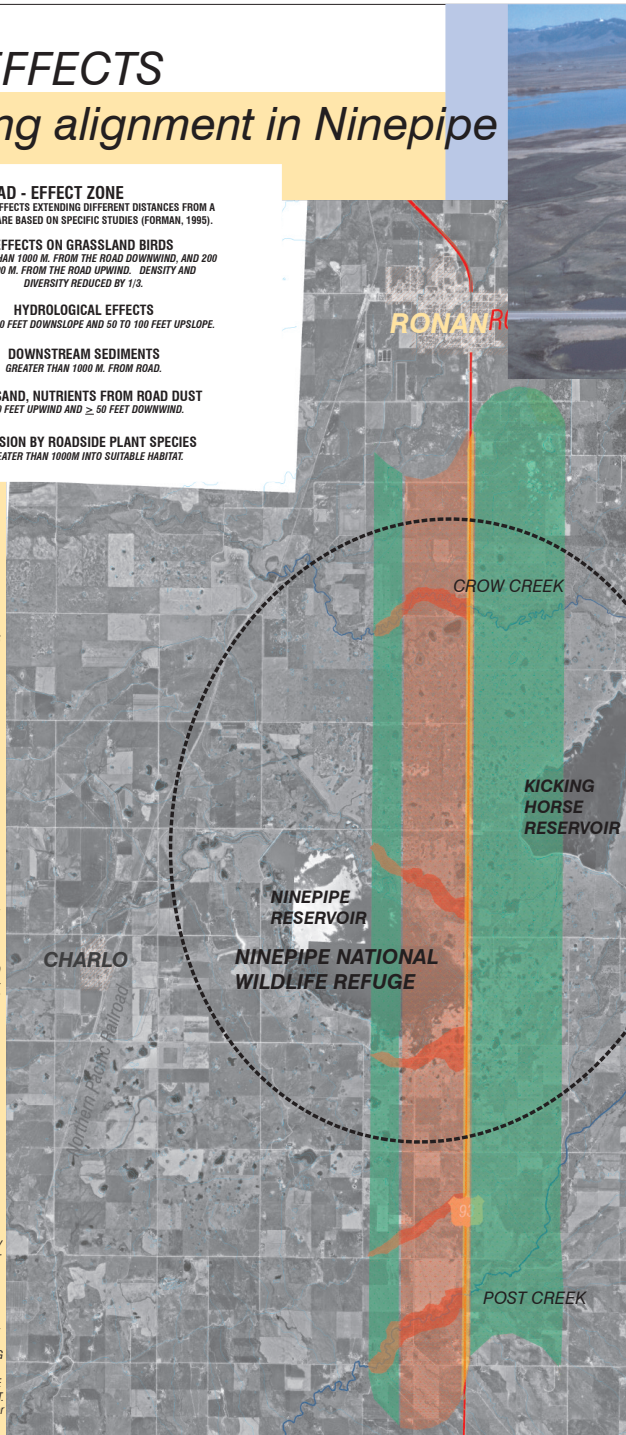 EFFECTS
ng alignment in Ninepipe
AD - EFFECT ZONE
FFECTS EXTENDING DIFFERENT DISTANCES FROM A
ARE BASED ON SPECIFIC STUDIES (FORMAN, 1995).
EFFECTS ON GRASSLAND BIRDS
HAN 1000 M. FROM THE ROAD DOWNWIND, AND 200
0 M. FROM THE ROAD UPWIND. DENSITY AND
DIVERSITY REDUCED BY 1/3.
HYDROLOGICAL EFFECTS
0 FEET DOWNSLOPE AND 50 TO 100 FEET UPSLOPE.
DOWNSTREAM SEDIMENTS
GREATER THAN 1000 M. FROM ROAD.
SAND, NUTRIENTS FROM ROAD DUST
0 FEET UPWIND AND ≥ 50 FEET DOWNWIND.
SION BY ROADSIDE PLANT SPECIES
EATER THAN 1000M INTO SUITABLE HABITAT.
RONAN
CROW CREEK
KICKING
HORSE
RESERVOIR
NINEPIPE
RESERVOIR
NINEPIPE NATIONAL
WILDLIFE REFUGE
CHARLO
Northern Pacific Railroad
93
POST CREEK